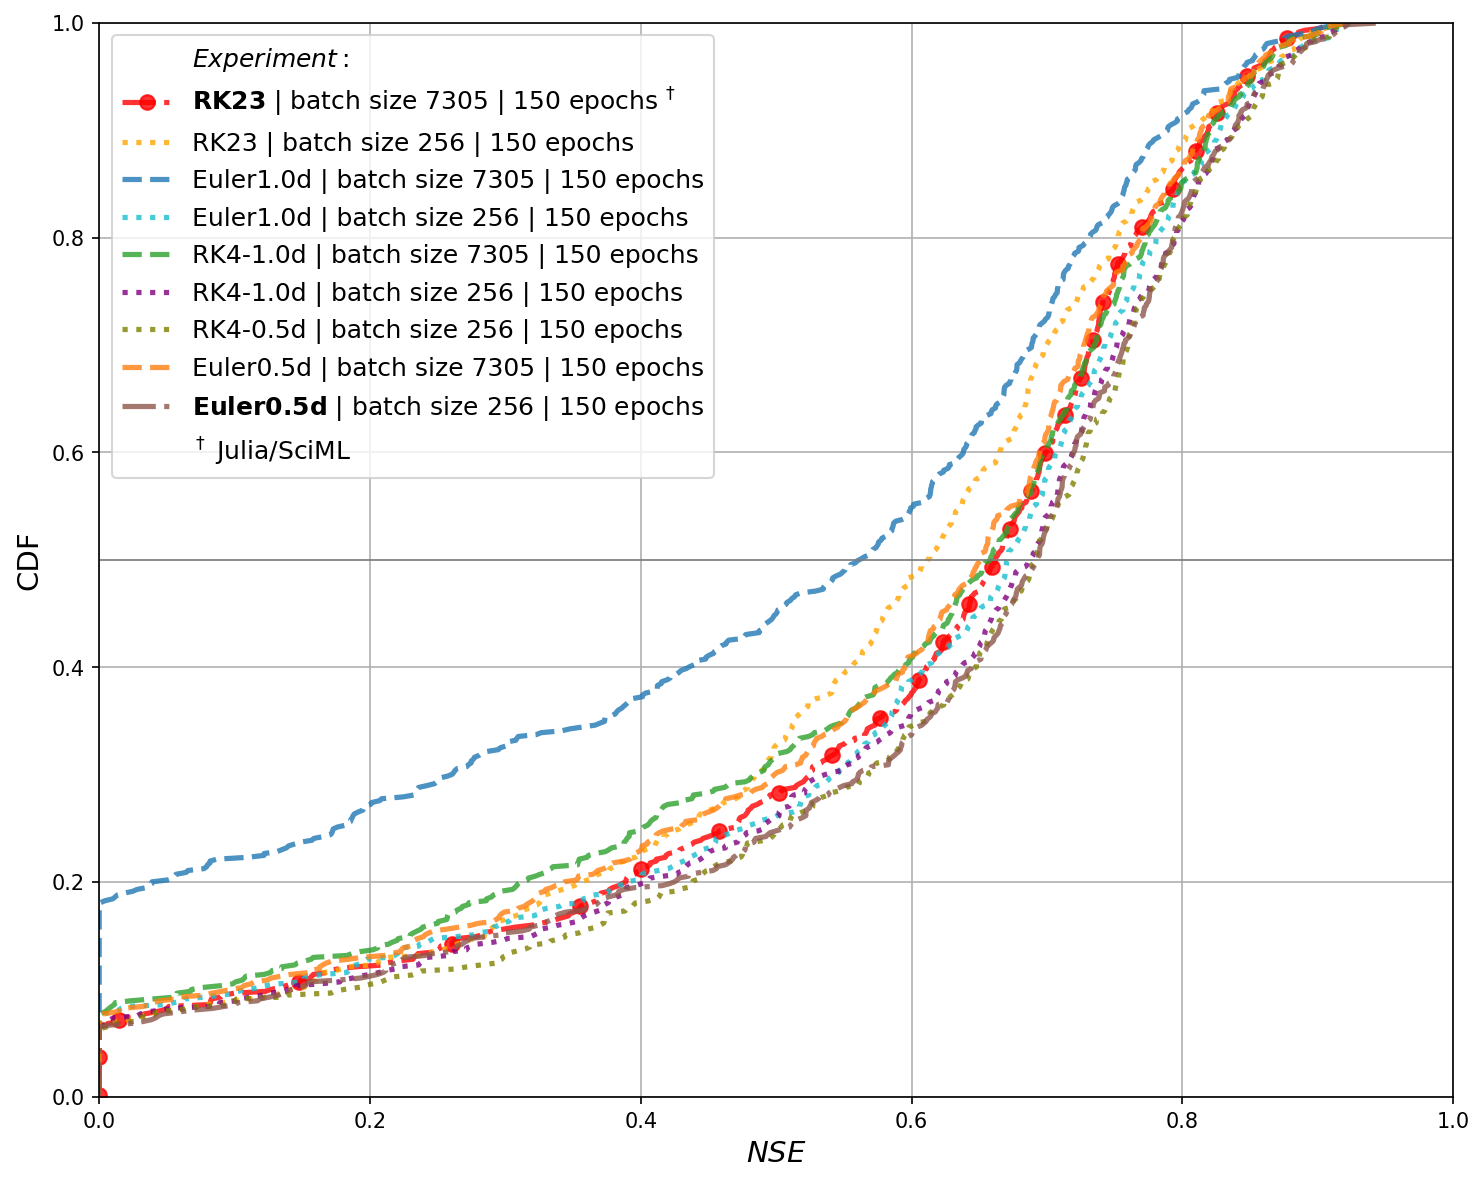 1.0
0.8
0.6
0.4
0.2
0.0
CDF
Experiment:
RK23 | batch size 7305 | 150 epochs †
RK23 | batch size 256 | 150 epochs
Euler1.0d | batch size 7305 | 150 epochs
Euler1.0d | batch size 256 | 150 epochs
RK4-1.0d | batch size 7305 | 150 epochs
RK4-1.0d | batch size 256 | 150 epochs
RK4-0.5d | batch size 256 | 150 epochs
Euler0.5d | batch size 7305 | 150 epochs
Euler0.5d | batch size 256 | 150 epochs
† Julia/SciML
0.0 0.2 0.4 0.6 0.8 1.0
NSE